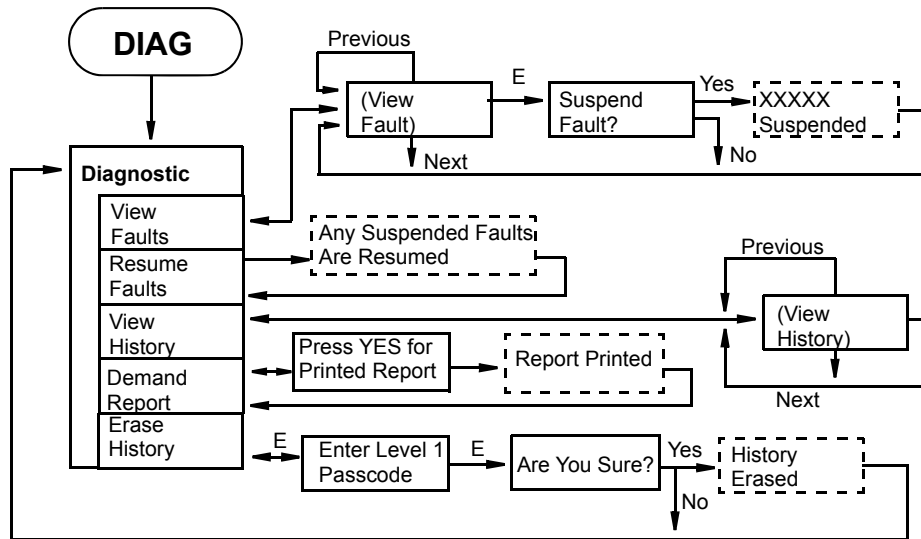 DIAG
Previous
(View
Fault)
Next
E
Suspend
Fault?
Yes
No
XXXXX
Suspended
Diagnostic
View
Faults
Resume
Faults
View
History
Demand
Report
Erase
History
Any Suspended Faults
Are Resumed
Previous
(View
History)
Next
Press YES for
Printed Report
Report Printed
E
Enter Level 1
Passcode
E
Are You Sure?
Yes
No
History
Erased